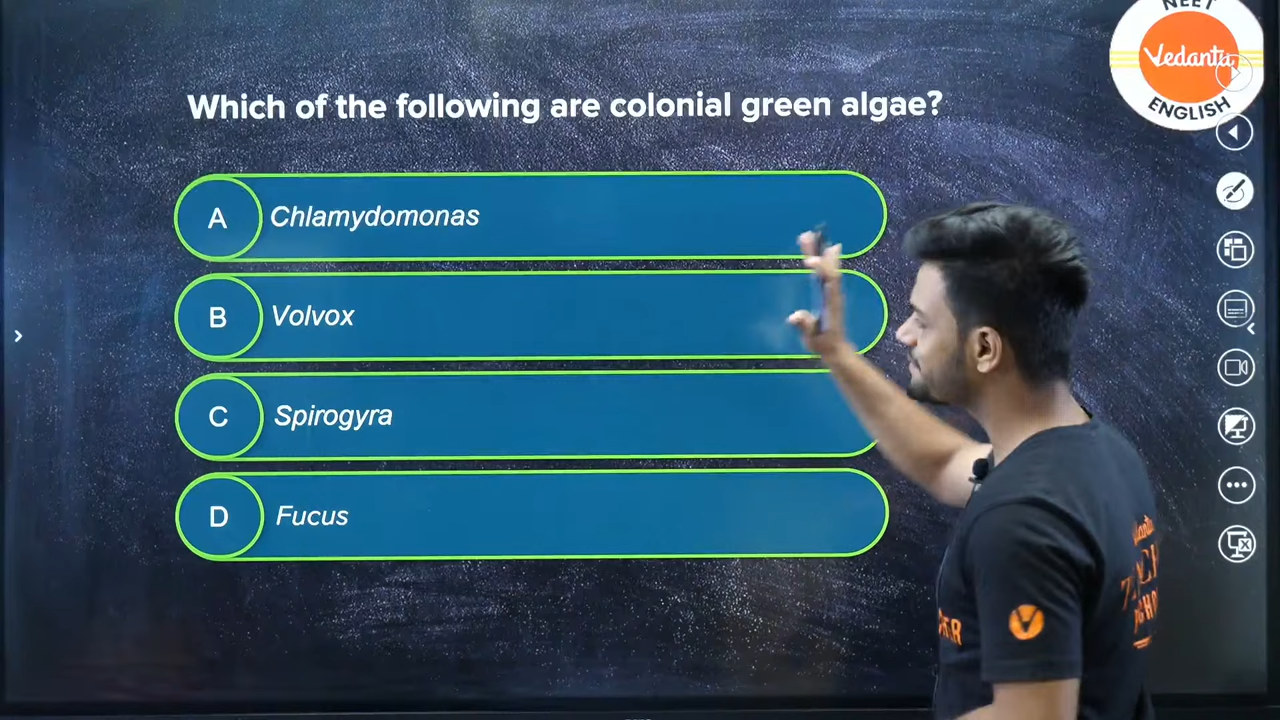 NEET
Vedantu
ENGLISH
Which of the following are colonial green algae?
A Chlamydomonas
B Volvox
C Spirogyra
D Fucus